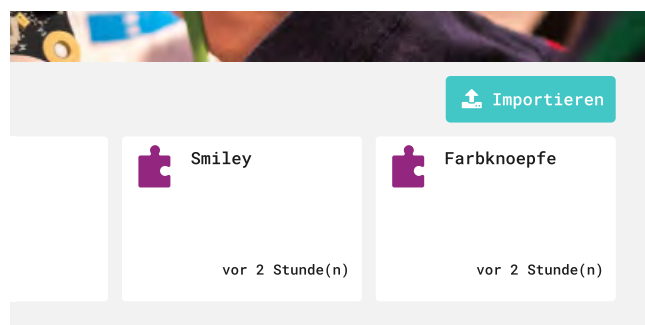 Importieren
Smiley
Farbknoepfe
vor 2 Stunde(n)
vor 2 Stunde(n)